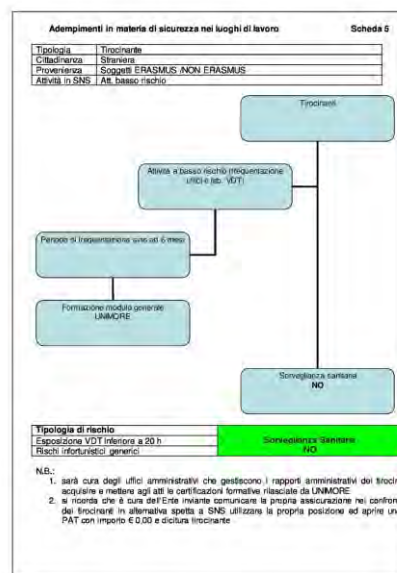 Adempimenti in materia di sicurezza nei luoghi di lavoro Scheda 5
Tipologia Tirocinante
Cittadinanza Straniera
Provenienza Soggetti ERASMUS /NON ERASMUS
Attività in SNS Att. basso rischio
Tirocinanti
Attività a basso rischio (frequentazione
uffici e lab. VDT)
Periodo di frequentazione sino ad 6 mesi
Formazione modulo generale
UNIMORE
Sorveglianza sanitaria
NO
Tipologia di rischio
Esposizione VDT Inferiore a 20 h
Rischi infortunistici generici
Sorveglianza Sanitaria
NO
N.B.:
1. sarà cura degli uffici amministrativi che gestiscono i rapporti amministrativi dei tirocin
acquisire e mettere agli atti le certificazioni formative rilasciate da UNIMORE
2. si ricorda che è cura dell'Ente inviante comunicare la propria assicurazione nei confron
dei tirocinanti in alternativa spetta a SNS utilizzare la propria posizione ed aprire un
PAT con importo € 0,00 e dicitura tirocinante